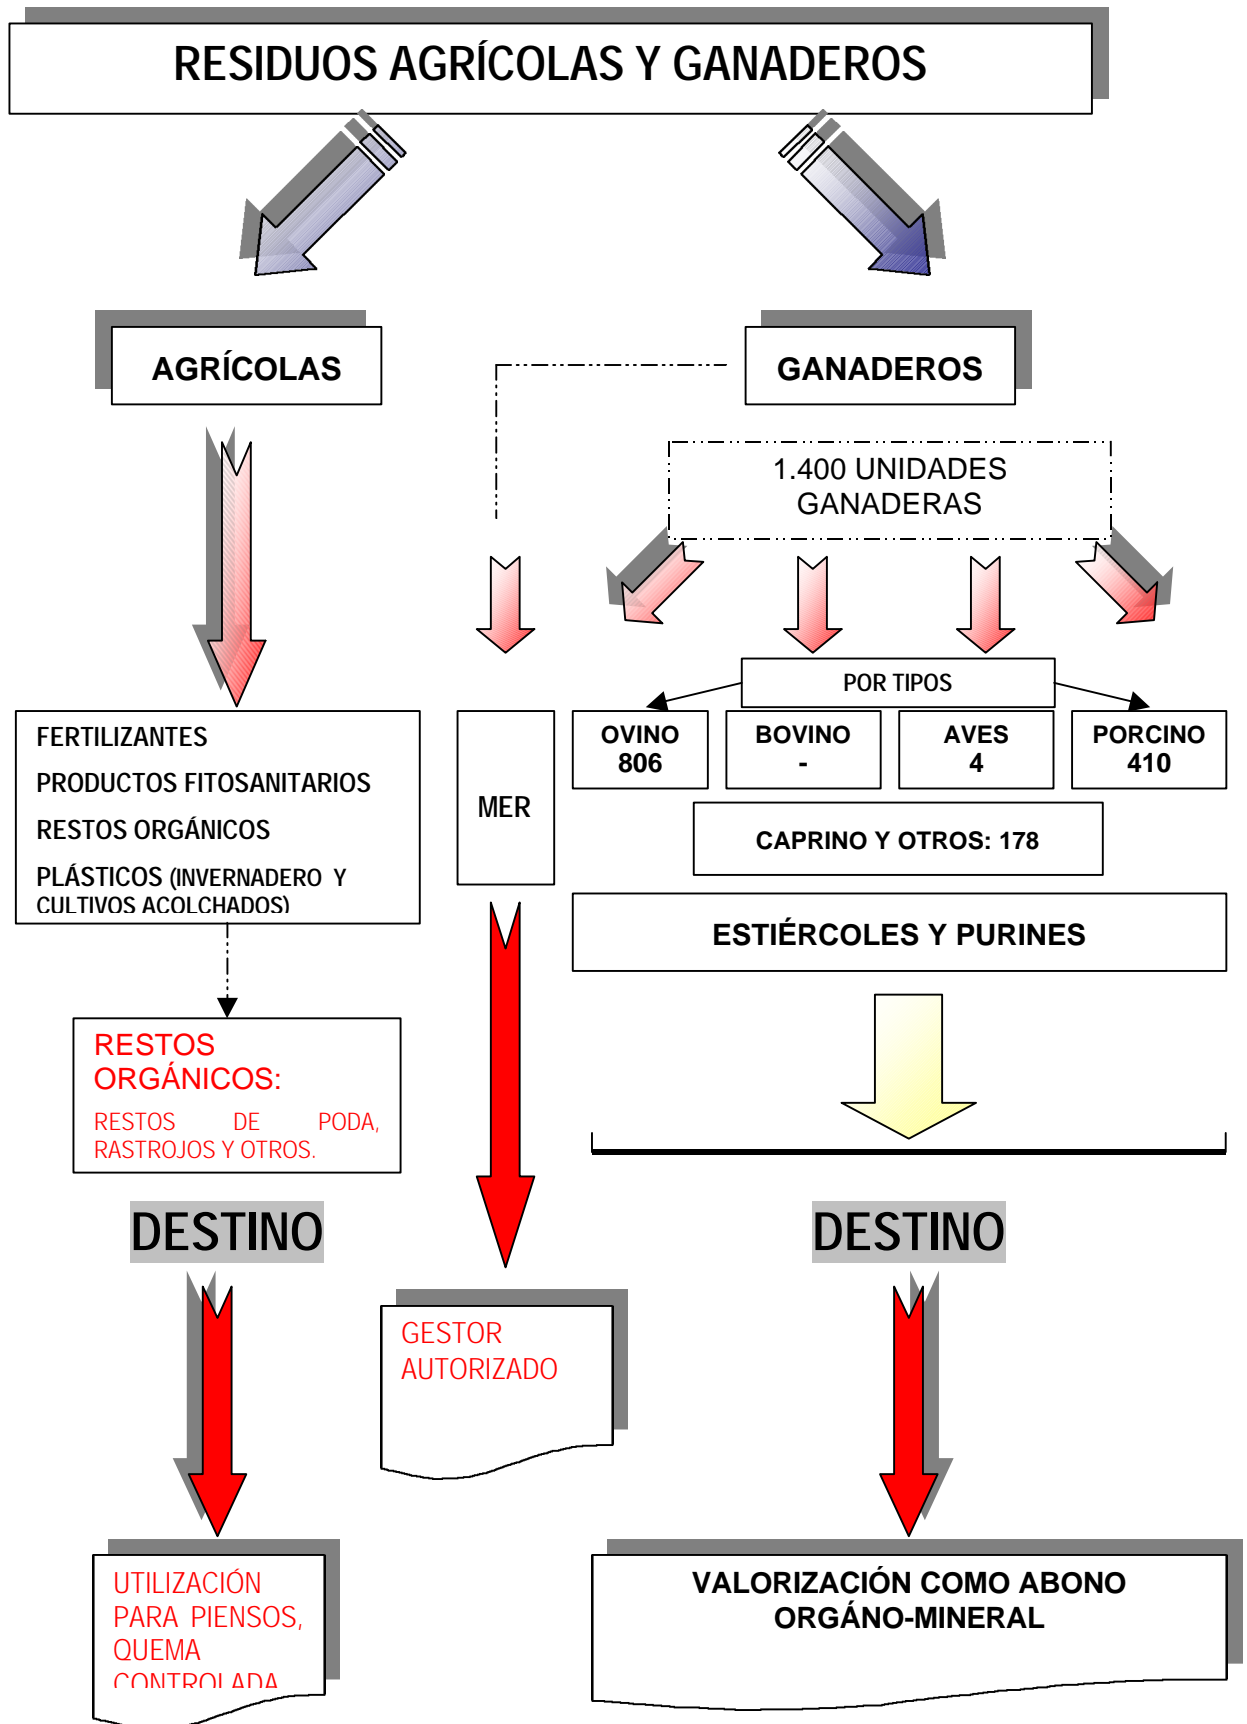 RESIDUOS AGRÍCOLAS Y GANADEROS
AGRÍCOLAS
GANADEROS
1.400 UNIDADES
GANADERAS
POR TIPOS
FERTILIZANTES
PRODUCTOS FITOSANITARIOS
RESTOS ORGÁNICOS
PLÁSTICOS (INVERNADERO Y
CULTIVOS ACOLCHADOS)
MER
OVINO
806
BOVINO
-
AVES
4
PORCINO
410
CAPRINO Y OTROS: 178
ESTIÉRCOLES Y PURINES
RESTOS
ORGÁNICOS:
RESTOS DE PODA,
RASTROJOS Y OTROS.
DESTINO
DESTINO
GESTOR
AUTORIZADO
UTILIZACIÓN
PARA PIENSOS,
QUEMA
CONTROLADA
VALORIZACIÓN COMO ABONO
ORGÁNO-MINERAL